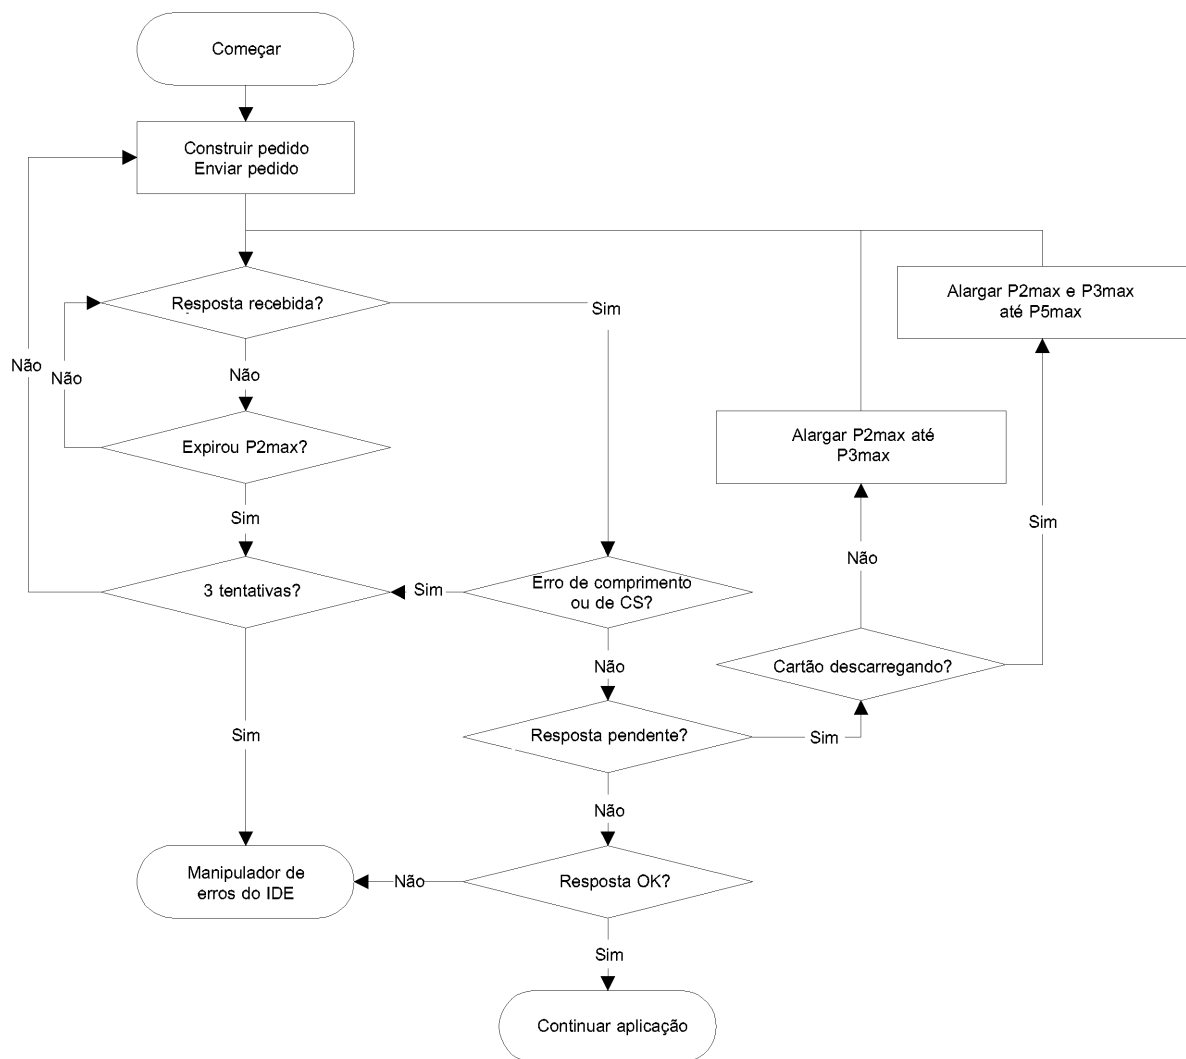 Começar
Construir pedido
Enviar pedido
Resposta recebida?
Sim
Alargar P2max e P3max
até P5max
Não
Não
Não
Expirou P2max?
Alargar P2max até
P3max
Sim
Sim
Não
3 tentativas?
Sim
Erro de comprimento
ou de CS?
Não
Cartão descarregando?
Sim
Resposta pendente?
Sim
Não
Manipulador de
erros do IDE
Não
Resposta OK?
Sim
Continuar aplicação